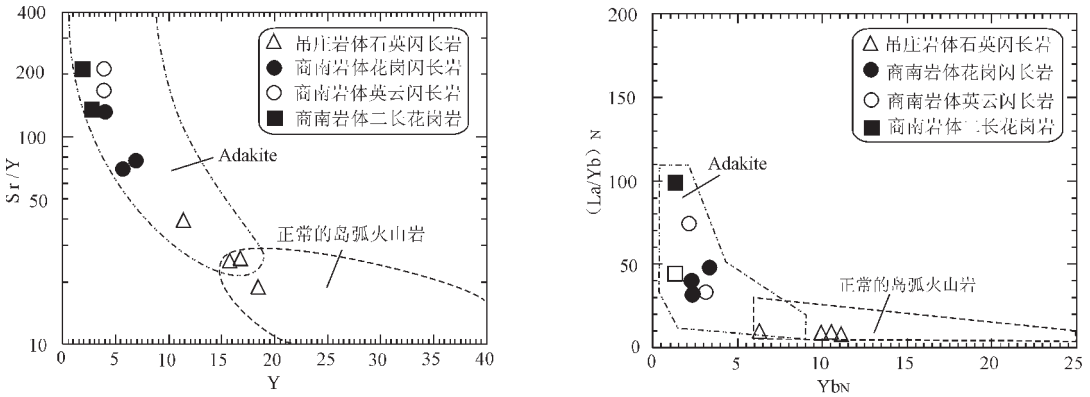 400
200
100
50
10
Sr/Y
0
5
10
15
20
25
30
35
40
Y
吊庄岩体石英闪长岩
商南岩体花岗闪长岩
商南岩体英云闪长岩
商南岩体二长花岗岩
Adakite
正常的岛弧火山岩
200
150
100
50
0
(La/Yb)N
0
5
10
15
20
25
YbN
吊庄岩体石英闪长岩
商南岩体花岗闪长岩
商南岩体英云闪长岩
商南岩体二长花岗岩
Adakite
正常的岛弧火山岩